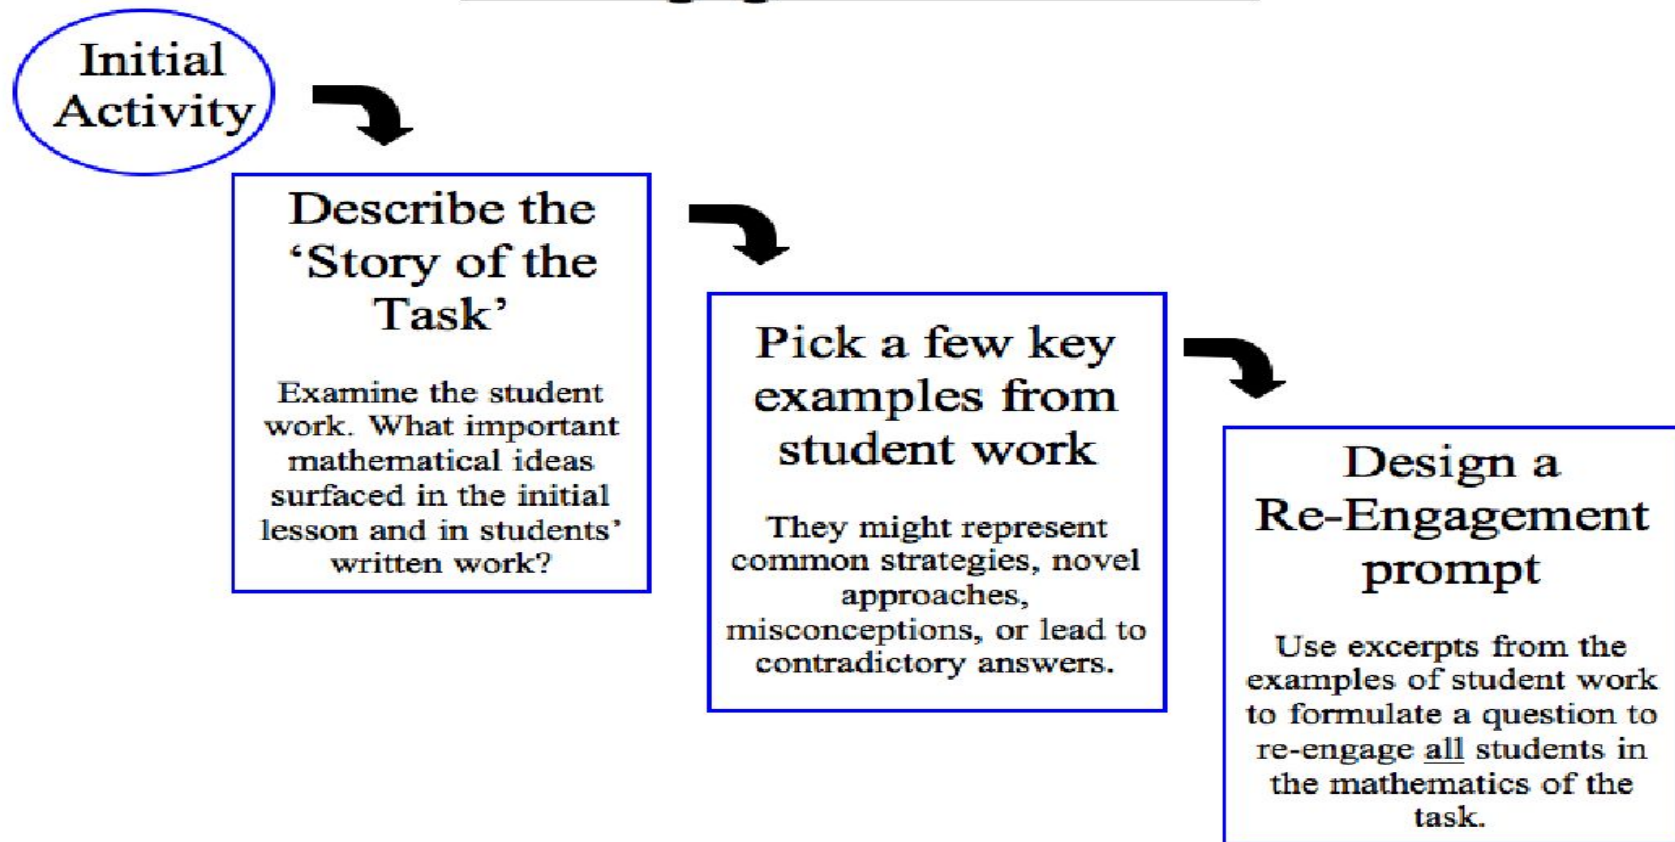 Initial
Activity
Describe the
‘Story of the
Task’
Examine the student
work. What important
mathematical ideas
surfaced in the initial
lesson and in students’
written work?
Pick a few key
examples from
student work
They might represent
common strategies, novel
approaches,
misconceptions, or lead to
contradictory answers.
Design a
Re-Engagement
prompt
Use excerpts from the
examples of student work
to formulate a question to
re-engage all students in
the mathematics of the
task.